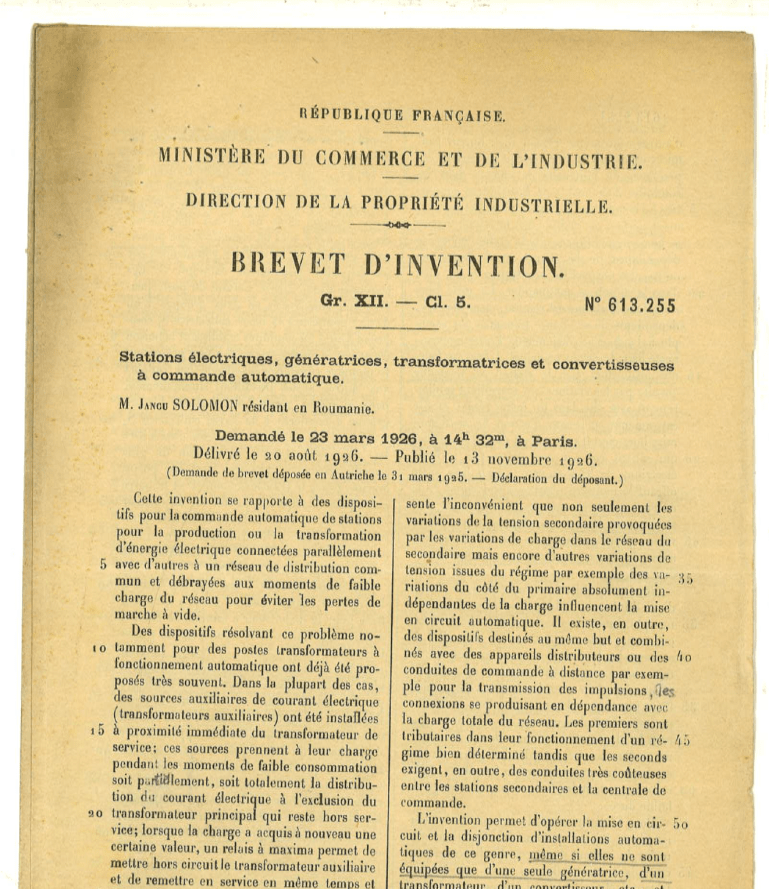 RÉPUBLIQUE FRANÇAISE.
MINISTÈRE DU COMMERCE ET DE L'INDUSTRIE.
DIRECTION DE LA PROPRIÉTÉ INDUSTRIELLE.
BREVET D'INVENTION.
Gr. XII. — Cl. 5.
N° 613.255
Stations électriques, génératrices, transformatrices et convertisseuses
à commande automatique.
M. JANCU SOLOMON résidant en Roumanie.
Demandé le 23 mars 1926, à 14h 32m, à Paris.
Délivré le 20 août 1926. — Publié le 13 novembre 1926.
(Demande de brevet déposée en Autriche le 31 mars 1925. — Déclaration du déposant.)
Cette invention se rapporte à des disposi-
tifs pour la commande automatique de stations
pour la production ou la transformation
d'énergie électrique connectées parallèlement
5 avec d'autres à un réseau de distribution com-
mun et débrayées aux moments de faible
charge du réseau pour éviter les pertes de
marche à vide.
Des dispositifs résolvant ce problème no-
10 tamment pour des postes transformateurs à
fonctionnement automatique ont déjà été pro-
posés très souvent. Dans la plupart des cas,
des sources auxiliaires de courant électrique
(transformateurs auxiliaires) ont été installées
15 à proximité immédiate du transformateur de
service; ces sources prennent à leur charge
pendant les moments de faible consommation
soit partiellement, soit totalement la distribu-
tion du courant électrique à l'exclusion du
20 transformateur principal qui reste hors ser-
vice; lorsque la charge a acquis à nouveau une
certaine valeur, un relais à maxima permet de
mettre hors circuit le transformateur auxiliaire
et de remettre en service en même temps et
sente l'inconvénient que non seulement les
variations de la tension secondaire provoquées
par les variations de charge dans le réseau du
secondaire mais encore d'autres variations de
tension issues du régime par exemple des va- 35
riations du côté du primaire absolument in-
dépendantes de la charge influencent la mise
en circuit automatique. Il existe, en outre,
des dispositifs destinés au même but et combi-
nés avec des appareils distributeurs ou des 40
conduites de commande à distance par exem-
ple pour la transmission des impulsions, les
connexions se produisant en dépendance avec
la charge totale du réseau. Les premiers sont
tributaires dans leur fonctionnement d'un ré- 45
gime bien déterminé tandis que les seconds
exigent, en outre, des conduites très coûteuses
entre les stations secondaires et la centrale de
commande.
L'invention permet d'opérer la mise en cir- 50
cuit et la disjonction d'installations automa-
tiques de ce genre, même si elles ne sont
équipées que d'une seule génératrice, d'un
transformateur, d'un convertisseur, etc., et